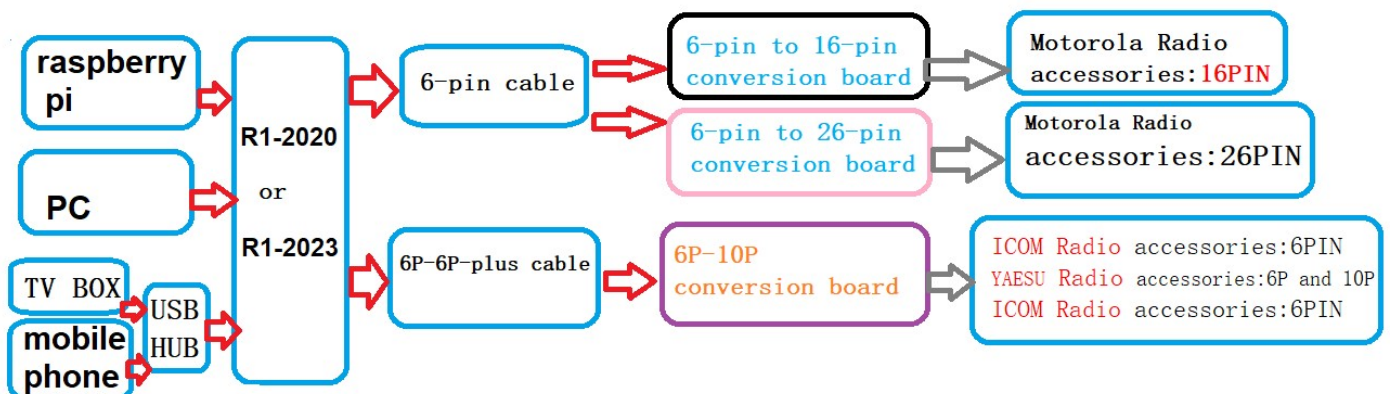 raspberry
pi
PC
TV BOX
mobile
phone
USB
HUB
R1-2020
or
R1-2023
6-pin cable
6P-6P-plus cable
6-pin to 16-pin
conversion board
6-pin to 26-pin
conversion board
6P-10P
conversion board
Motorola Radio
accessories:16PIN
Motorola Radio
accessories:26PIN
ICOM Radio accessories:6PIN
YAESU Radio accessories:6P and 10P
ICOM Radio accessories:6PIN